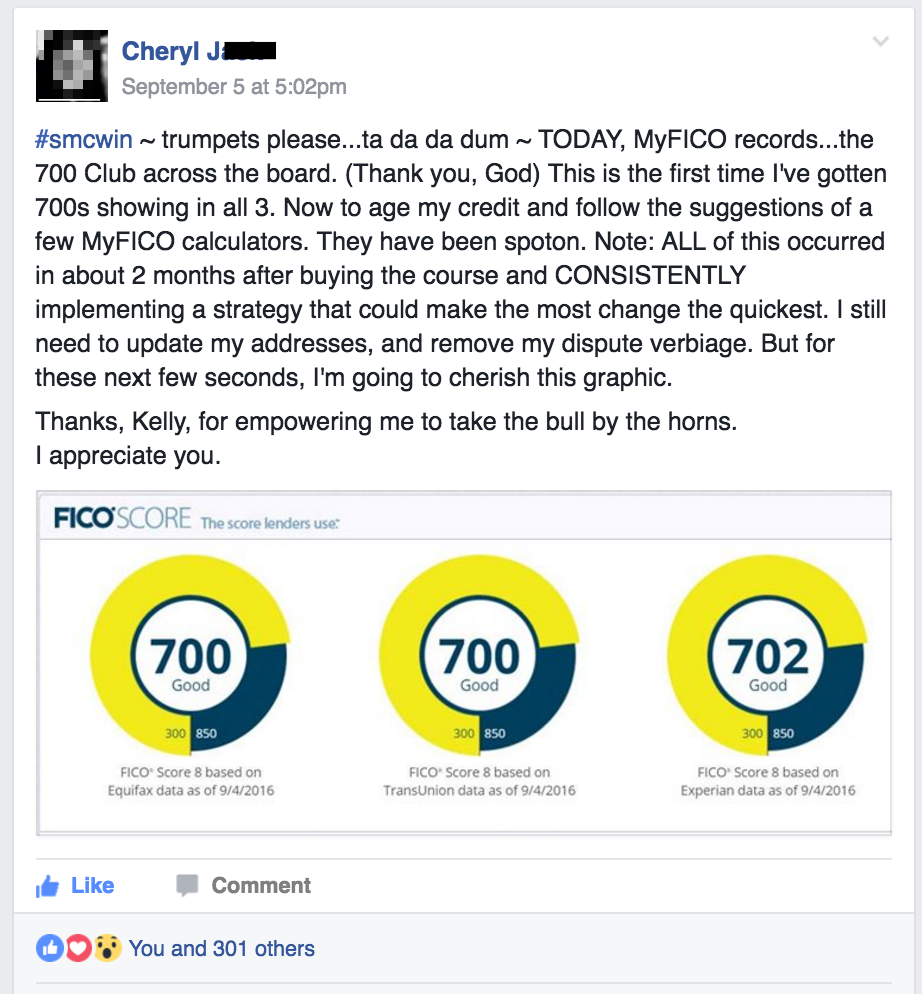 Cheryl
September 5 at 5:02pm
#smcwin ~ trumpets please...ta da da dum ~ TODAY, MyFICO records...the
700 Club across the board. (Thank you, God) This is the first time I've gotten
700s showing in all 3. Now to age my credit and follow the suggestions of a
few MyFICO calculators. They have been spoton. Note: ALL of this occurred
in about 2 months after buying the course and CONSISTENTLY
implementing a strategy that could make the most change the quickest. I still
need to update my addresses, and remove my dispute verbiage. But for
these next few seconds, I'm going to cherish this graphic.
Thanks, Kelly, for empowering me to take the bull by the horns.
I appreciate you.
FICO® SCORE The score lenders use.®
700 700 702
Good Good Good
300 850 300 850 300 850
FICO® Score 8 based on FICO® Score 8 based on FICO® Score 8 based on
Equifax data as of 9/4/2016 TransUnion data as of 9/4/2016 Experian data as of 9/4/2016
Like Comment
You and 301 others